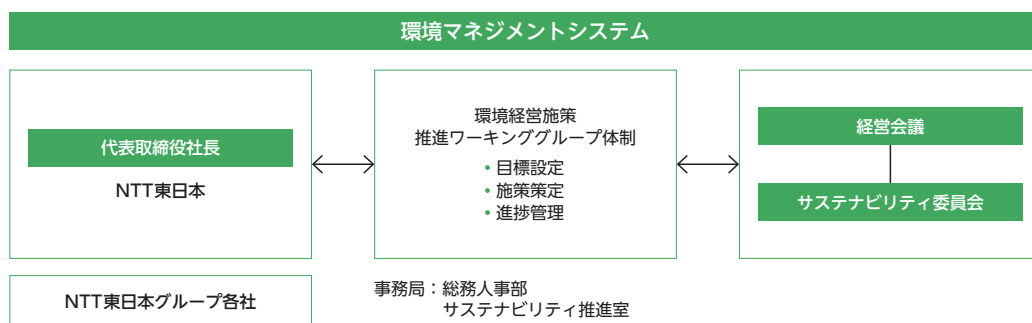 環境マネジメントシステム
代表取締役社長
NTT東日本
環境経営施策
推進ワーキンググループ体制
• 目標設定
• 施策策定
• 進捗管理
経営会議
サステナビリティ委員会
NTT東日本グループ各社
事務局：総務人事部
サステナビリティ推進室